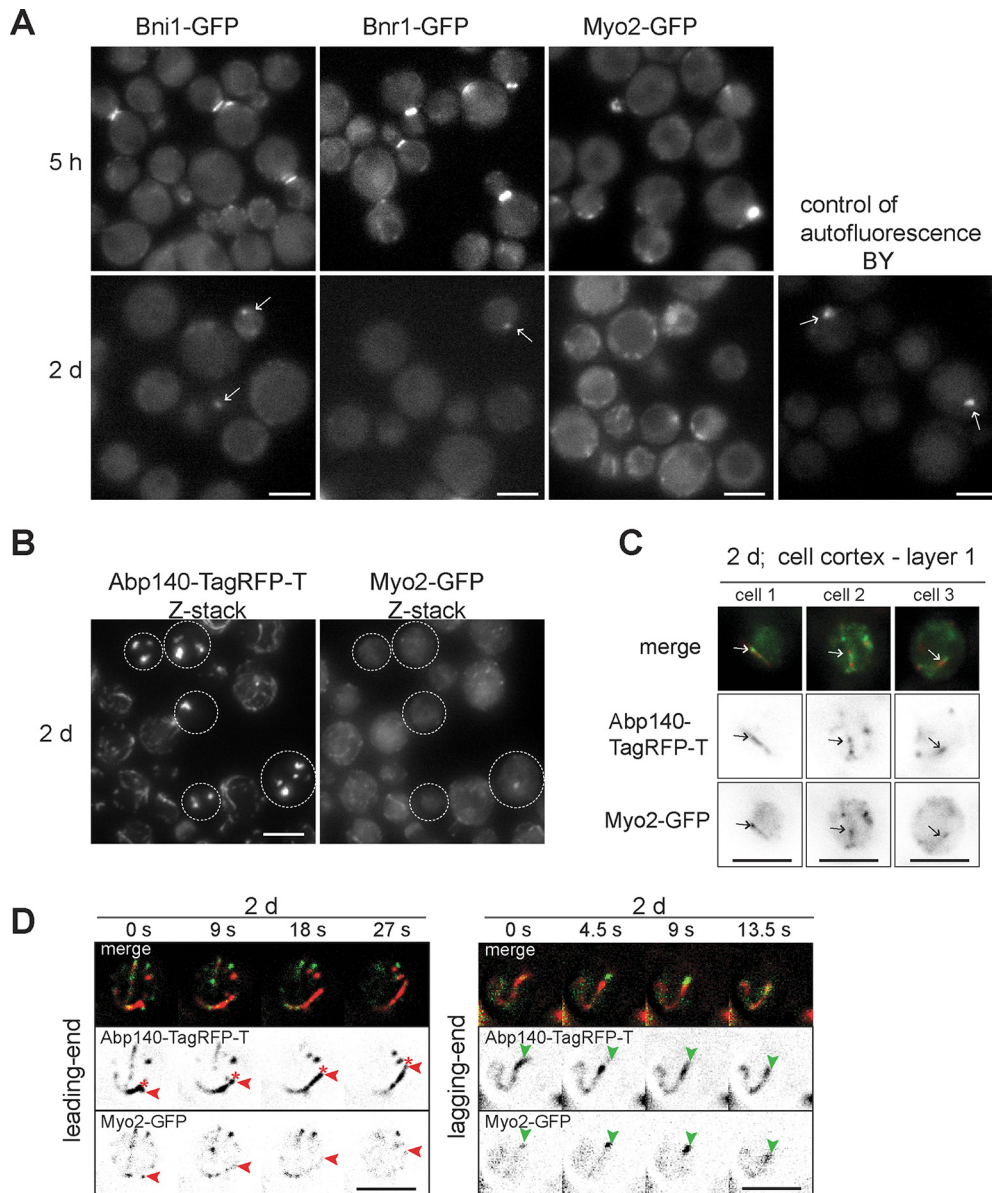 A
Bni1-GFP
Bnr1-GFP
Myo2-GFP
5 h
control of
autofluorescence
BY
2 d
B
Abp140-TagRFP-T
Z-stack
Myo2-GFP
Z-stack
2 d
C
2 d; cell cortex - layer 1
cell 1
cell 2
cell 3
merge
Abp140-
TagRFP-T
Myo2-GFP
D
2 d
0 s
9 s
18 s
27 s
leading-end
merge
Abp140-TagRFP-T
*
*
*
*
Myo2-GFP
2 d
0 s
4.5 s
9 s
13.5 s
lagging-end
merge
Abp140-TagRFP-T
Myo2-GFP